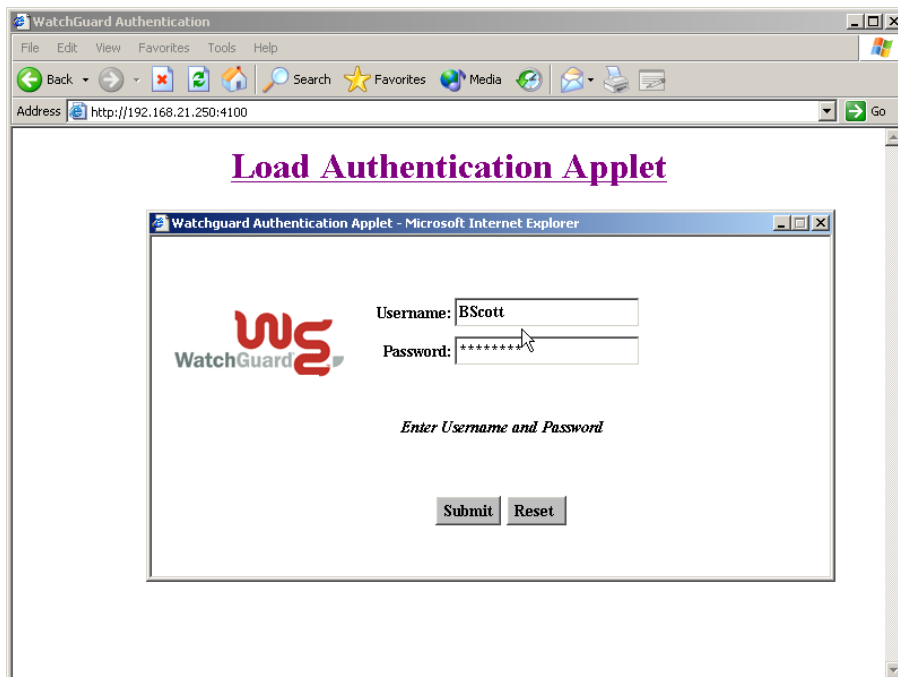 WatchGuard Authentication
File Edit View Favorites Tools Help
Back Search Favorites Media
Address http://192.168.21.250:4100 Go
Load Authentication Applet
Watchguard Authentication Applet - Microsoft Internet Explorer
Username: BScott
WatchGuard
Password: ********
Enter Username and Password
Submit Reset